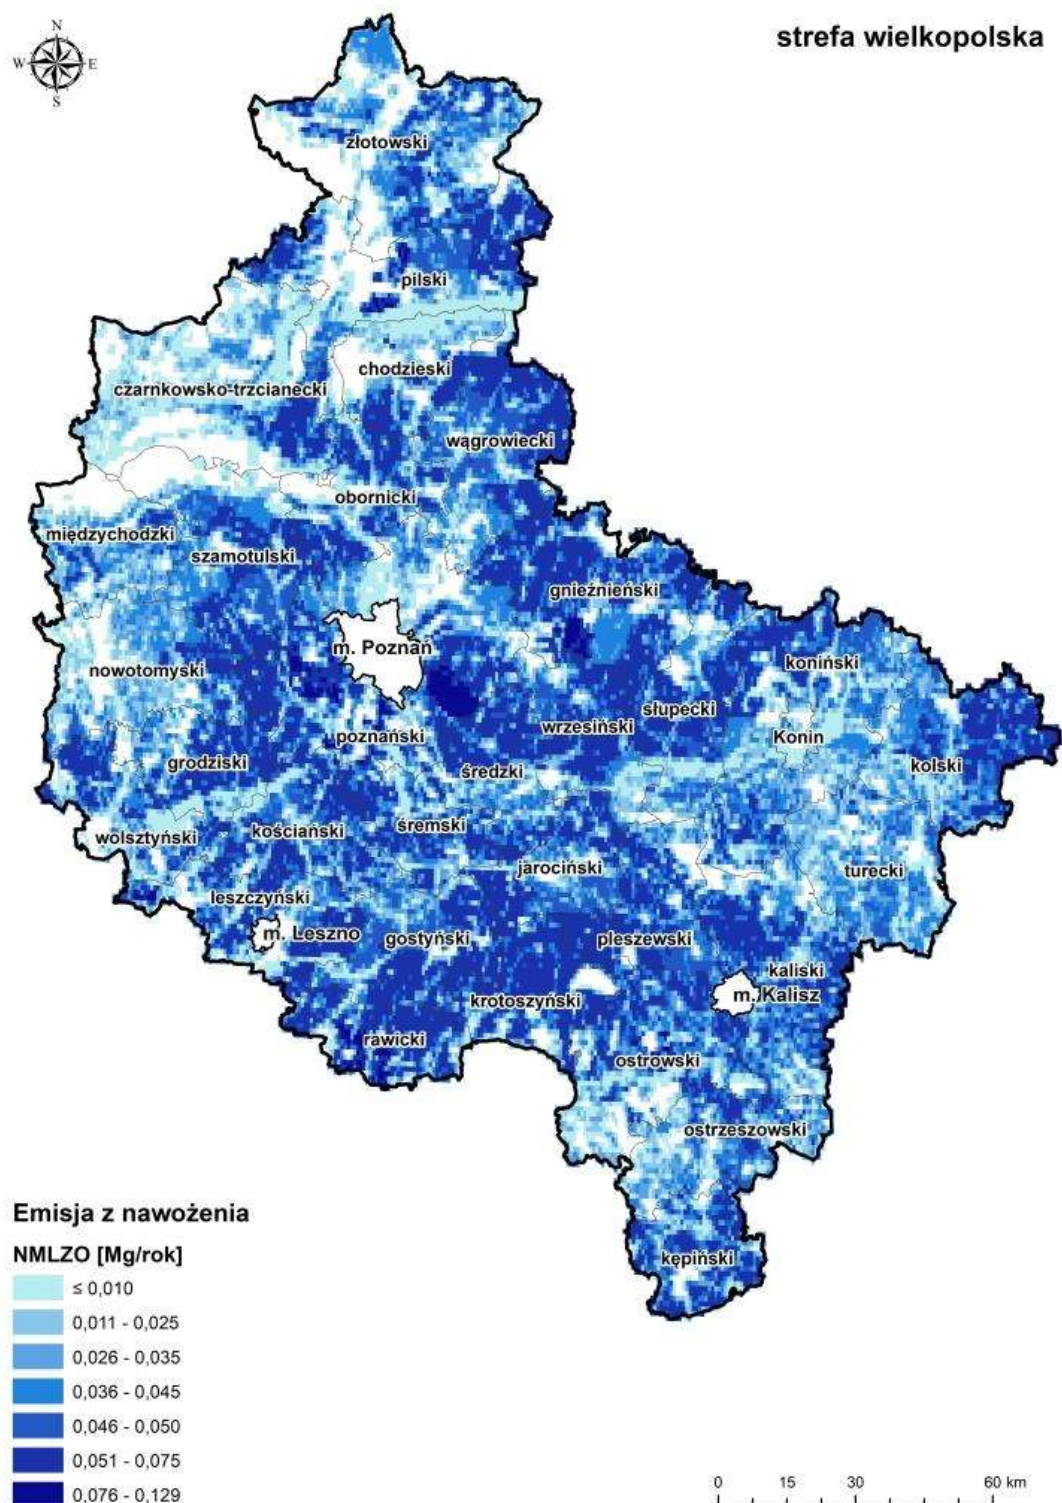 N
strefa wielkopolska
W E
S
złotowski
pilski
chodzieski
czarnkowsko-trzcianecki
wągrowiecki
obornicki
międzychodzki
szamotulski
gnieźnieński
m. Poznań
koniński
nowotomyski
słupecki
wrzesiński
poznański
Konin
grodziski
średzki
kolski
wolsztyński
kościański
śremski
jarociński
turecki
leszczyński
m. Leszno
gostyński
pleszewski
kaliski
m. Kalisz
krotoszyński
rawicki
ostrowski
ostrzeszowski
kępiński
Emisja z nawożenia
NMLZO [Mg/rok]
≤ 0,010
0,011 - 0,025
0,026 - 0,035
0,036 - 0,045
0,046 - 0,050
0,051 - 0,075
0,076 - 0,129
0 15 30 60 km